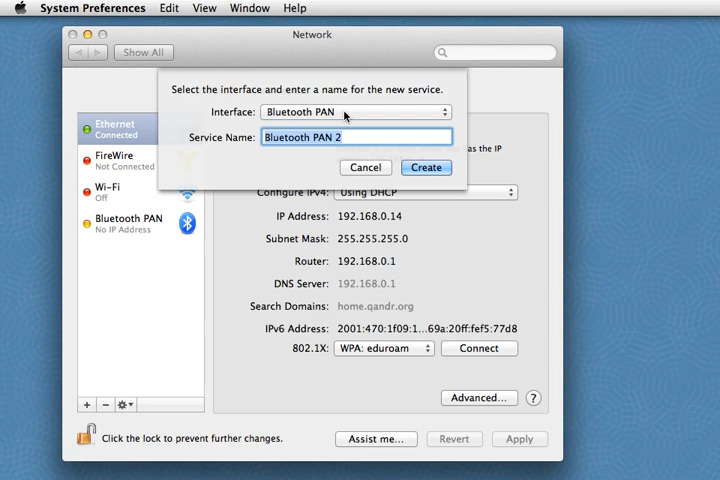 System Preferences Edit View Window Help
Network
Show All
Select the interface and enter a name for the new service.
Interface: Bluetooth PAN
Service Name: Bluetooth PAN 2
Cancel Create
Ethernet
Connected
FireWire
Not Connected
Wi-Fi
Off
Bluetooth PAN
No IP Address
as the IP
Configure IPv4: Using DHCP
IP Address: 192.168.0.14
Subnet Mask: 255.255.255.0
Router: 192.168.0.1
DNS Server: 192.168.0.1
Search Domains: home.qandr.org
IPv6 Address: 2001:470:1f09:1...69a:20ff:fef5:77d8
802.1X: WPA: eduroam Connect
Advanced... ?
Click the lock to prevent further changes.
Assist me... Revert Apply